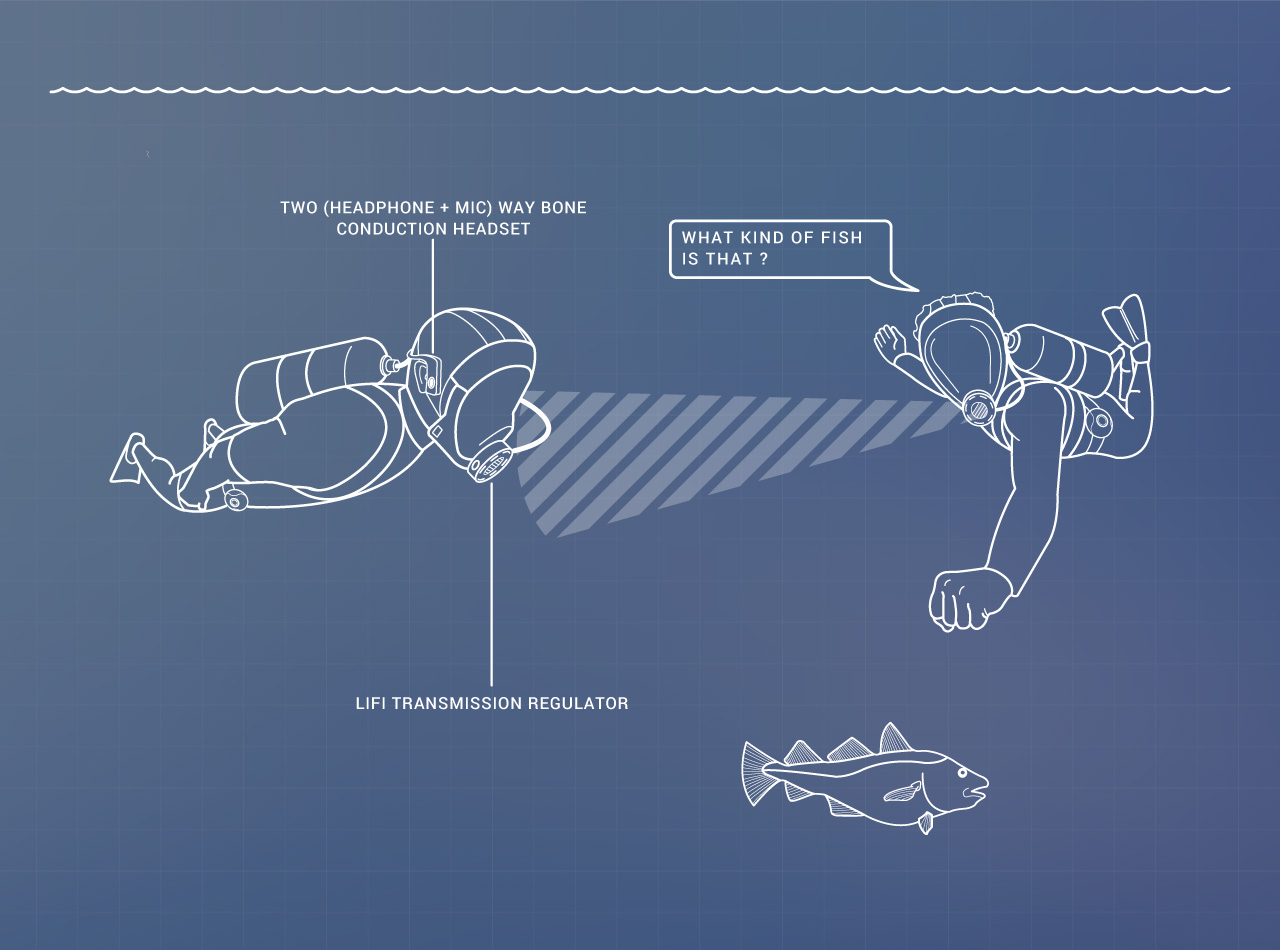 TWO (HEADPHONE + MIC) WAY BONE
CONDUCTION HEADSET
WHAT KIND OF FISH
IS THAT ?
LIFI TRANSMISSION REGULATOR